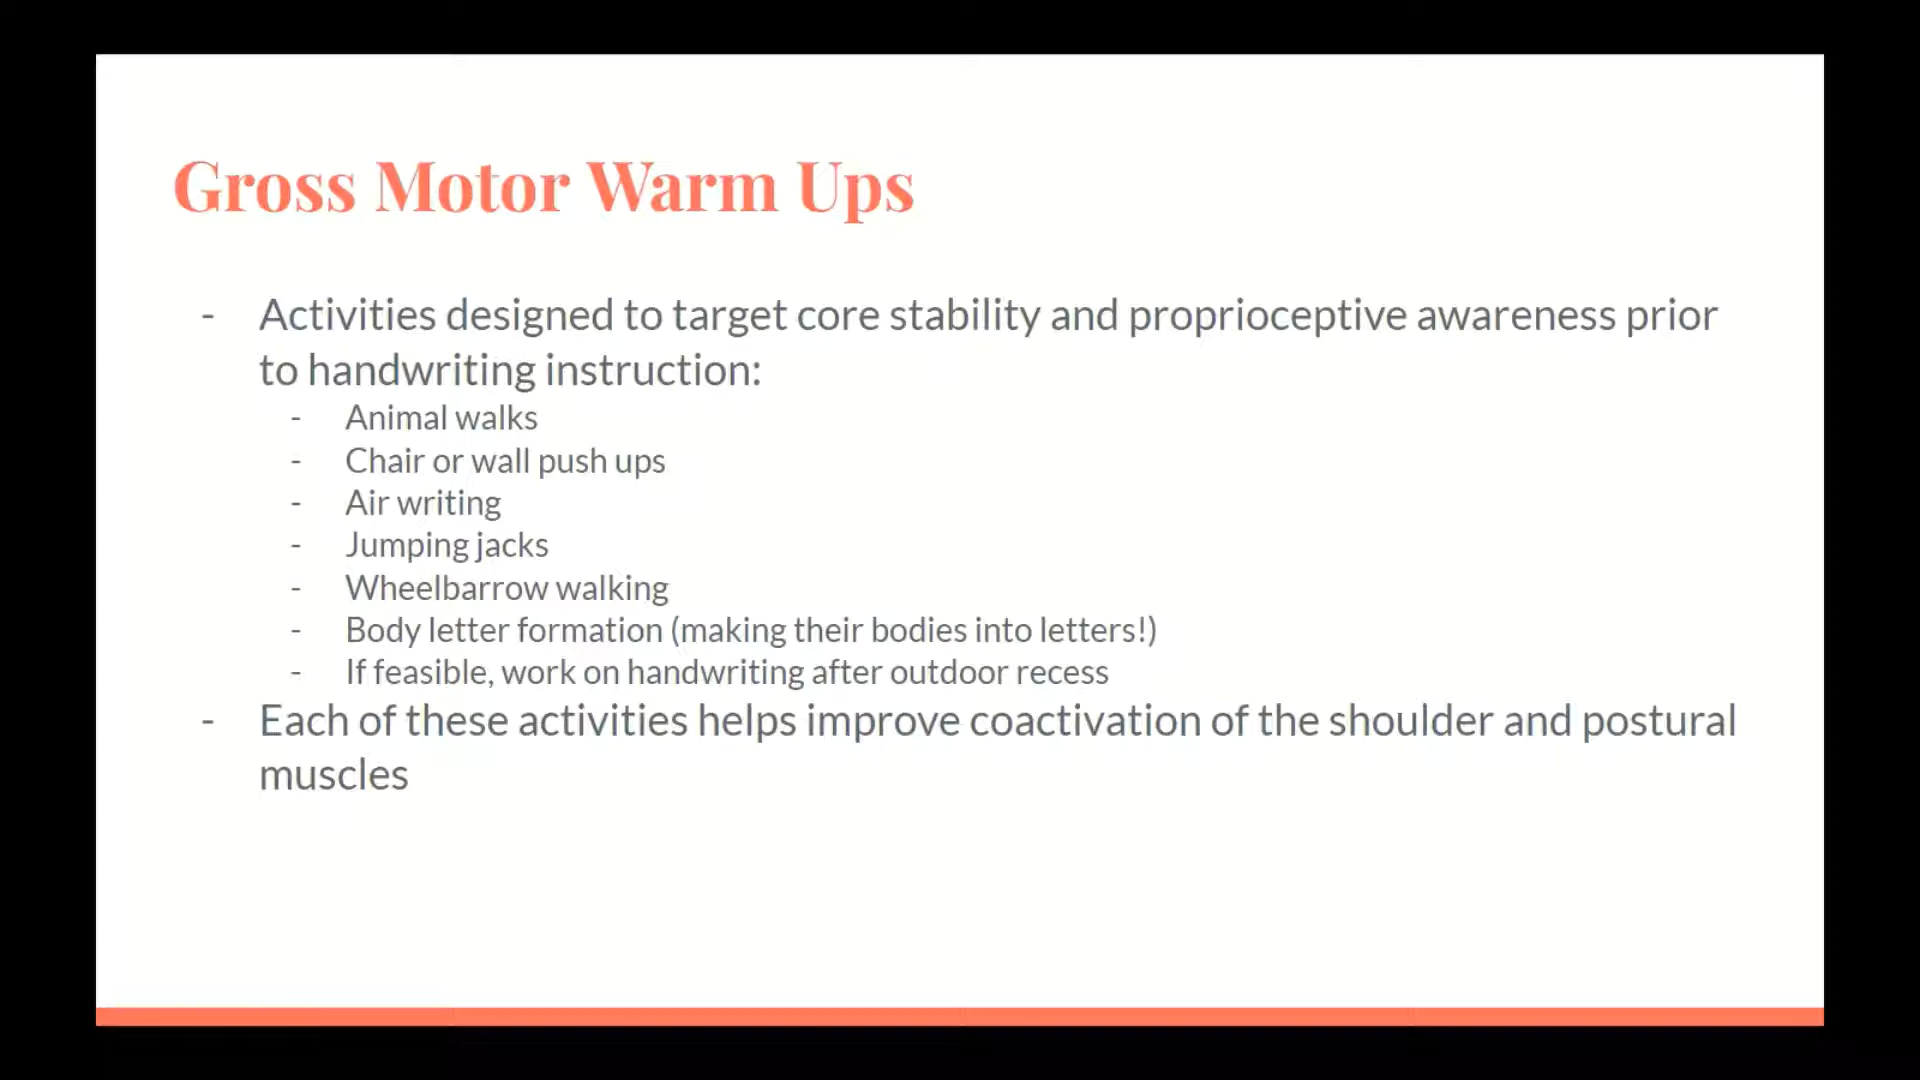 Gross Motor Warm Ups
- Activities designed to target core stability and proprioceptive awareness prior
to handwriting instruction:
- Animal walks
- Chair or wall push ups
- Air writing
- Jumping jacks
- Wheelbarrow walking
- Body letter formation (making their bodies into letters!)
- If feasible, work on handwriting after outdoor recess
- Each of these activities helps improve coactivation of the shoulder and postural
muscles